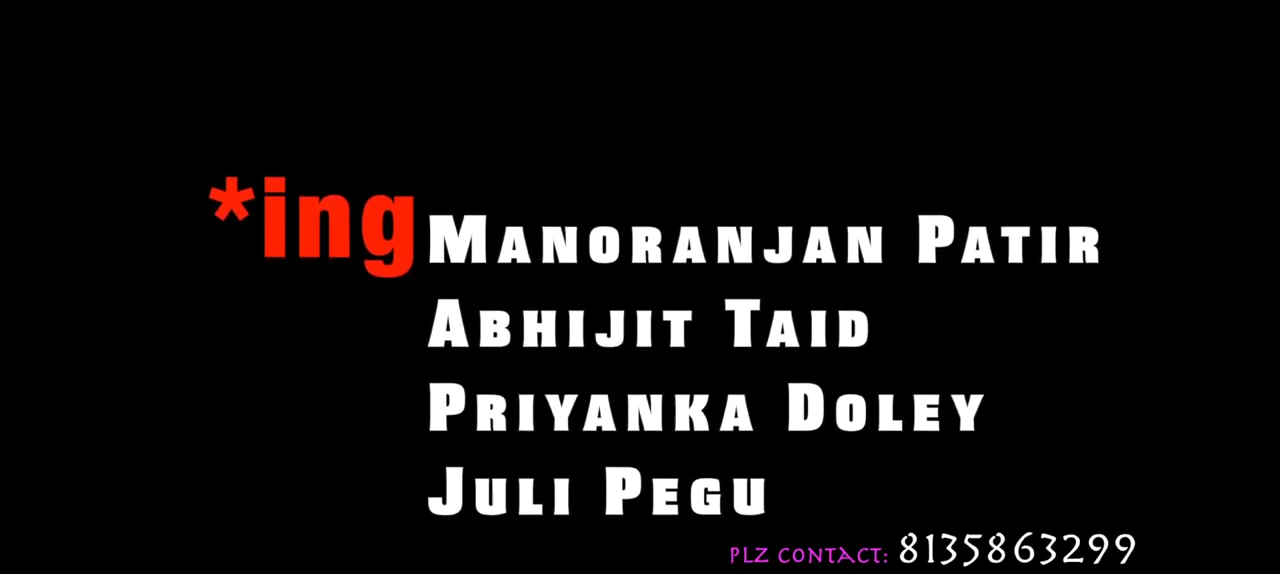 *ing Manoranjan Patir
Abhijit Taid
Priyanka Doley
Juli Pegu
PLZ CONTACT: 8135863299